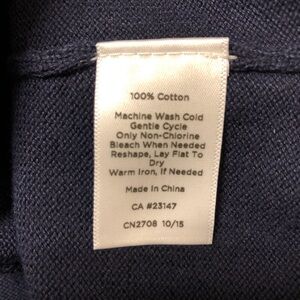 100% Cotton
Machine Wash Cold
Gentle Cycle
Only Non-Chlorine
Bleach When Needed
Reshape, Lay Flat To
Dry
Warm Iron, If Needed
Made In China
CA #23147
CN2708 10/15